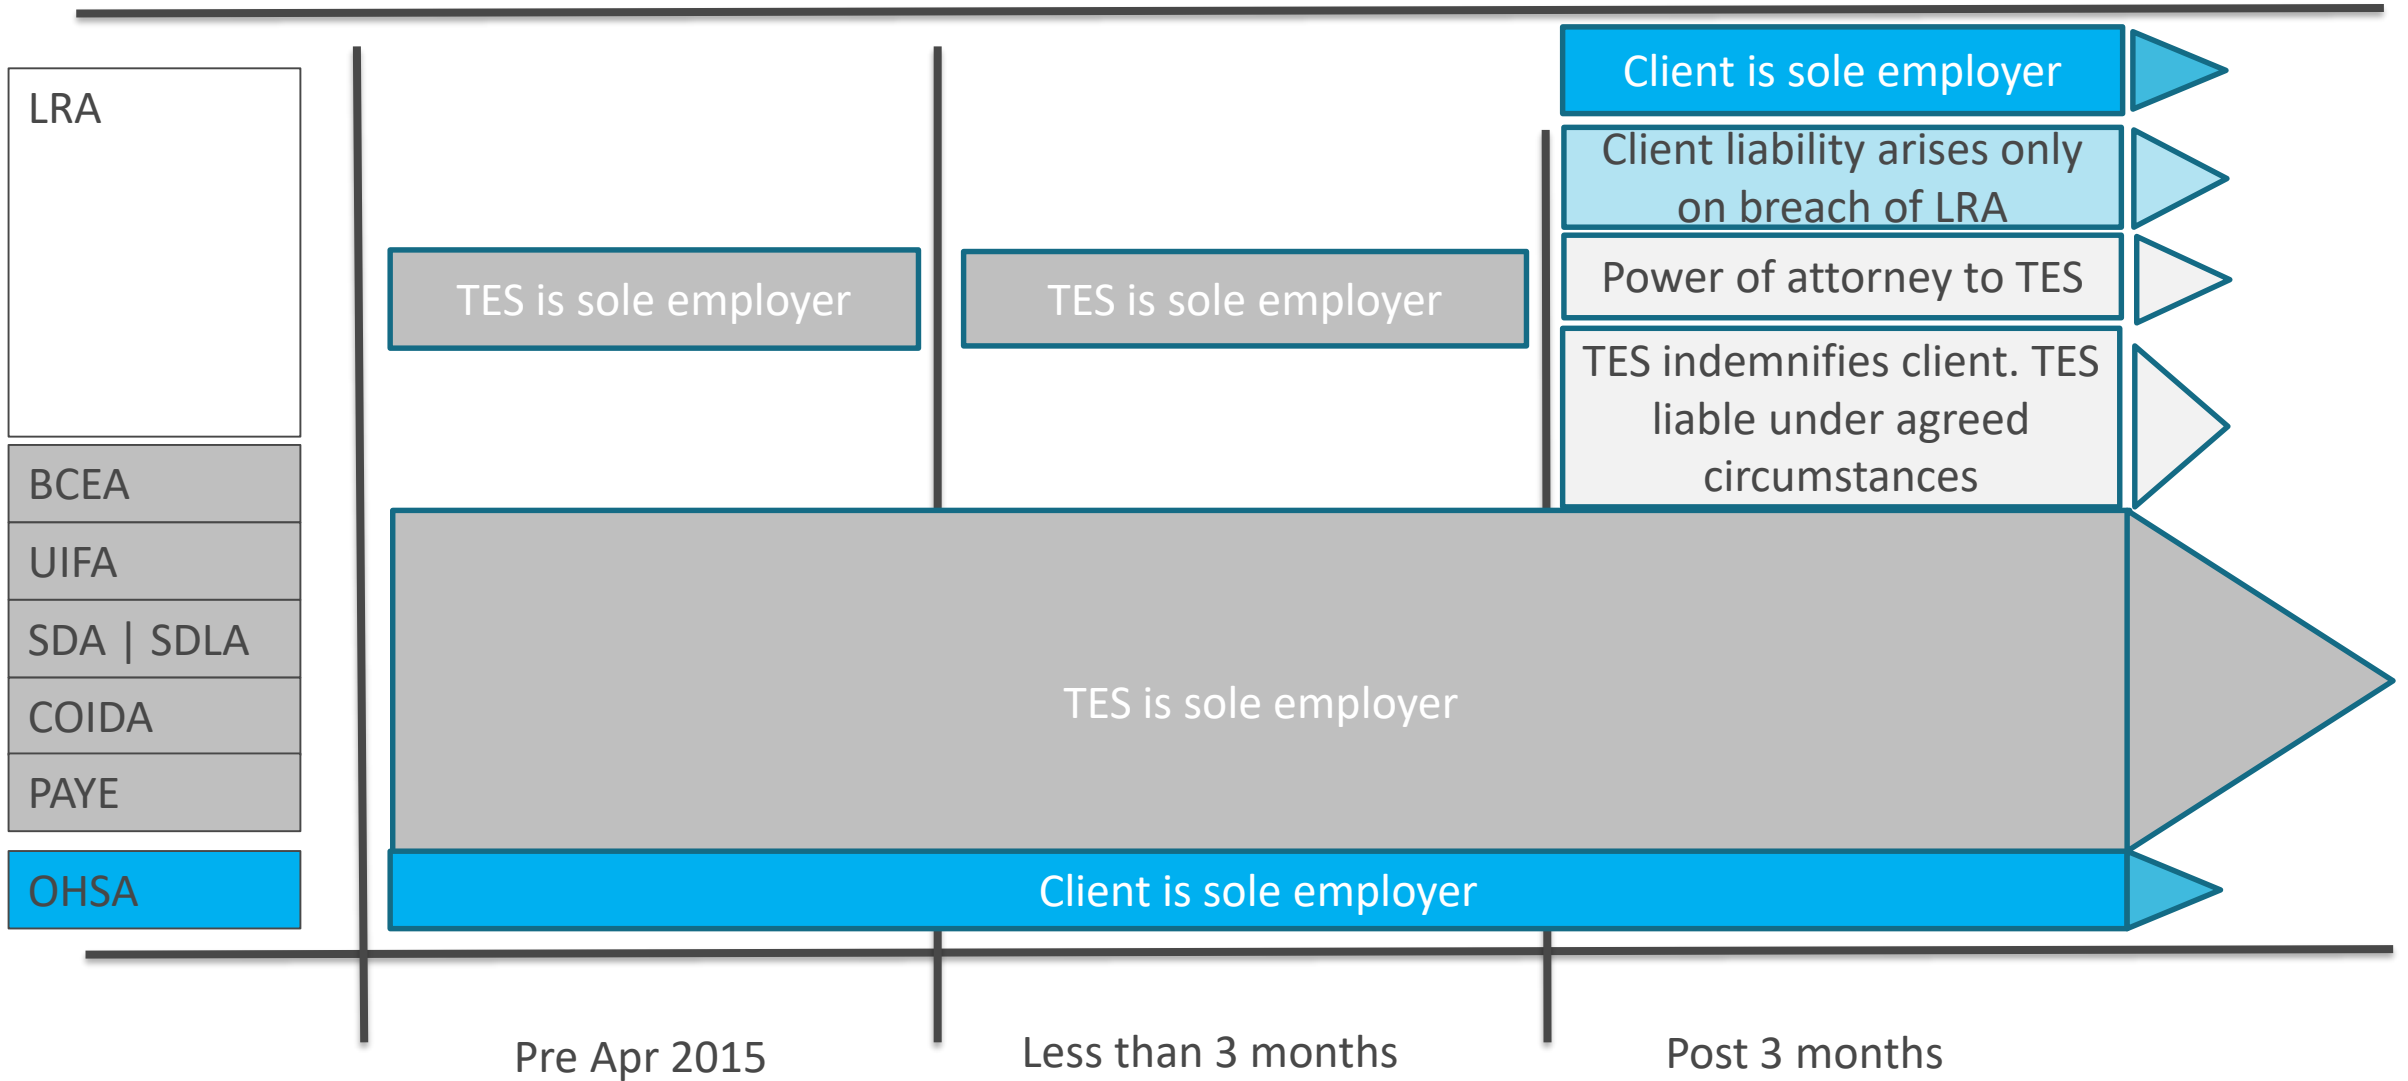 Client is sole employer
LRA
Client liability arises only
on breach of LRA
Power of attorney to TES
TES is sole employer
TES is sole employer
TES indemnifies client. TES
liable under agreed
circumstances
BCEA
UIFA
SDA | SDLA
TES is sole employer
COIDA
PAYE
OHSA
Client is sole employer
Pre Apr 2015
Less than 3 months
Post 3 months